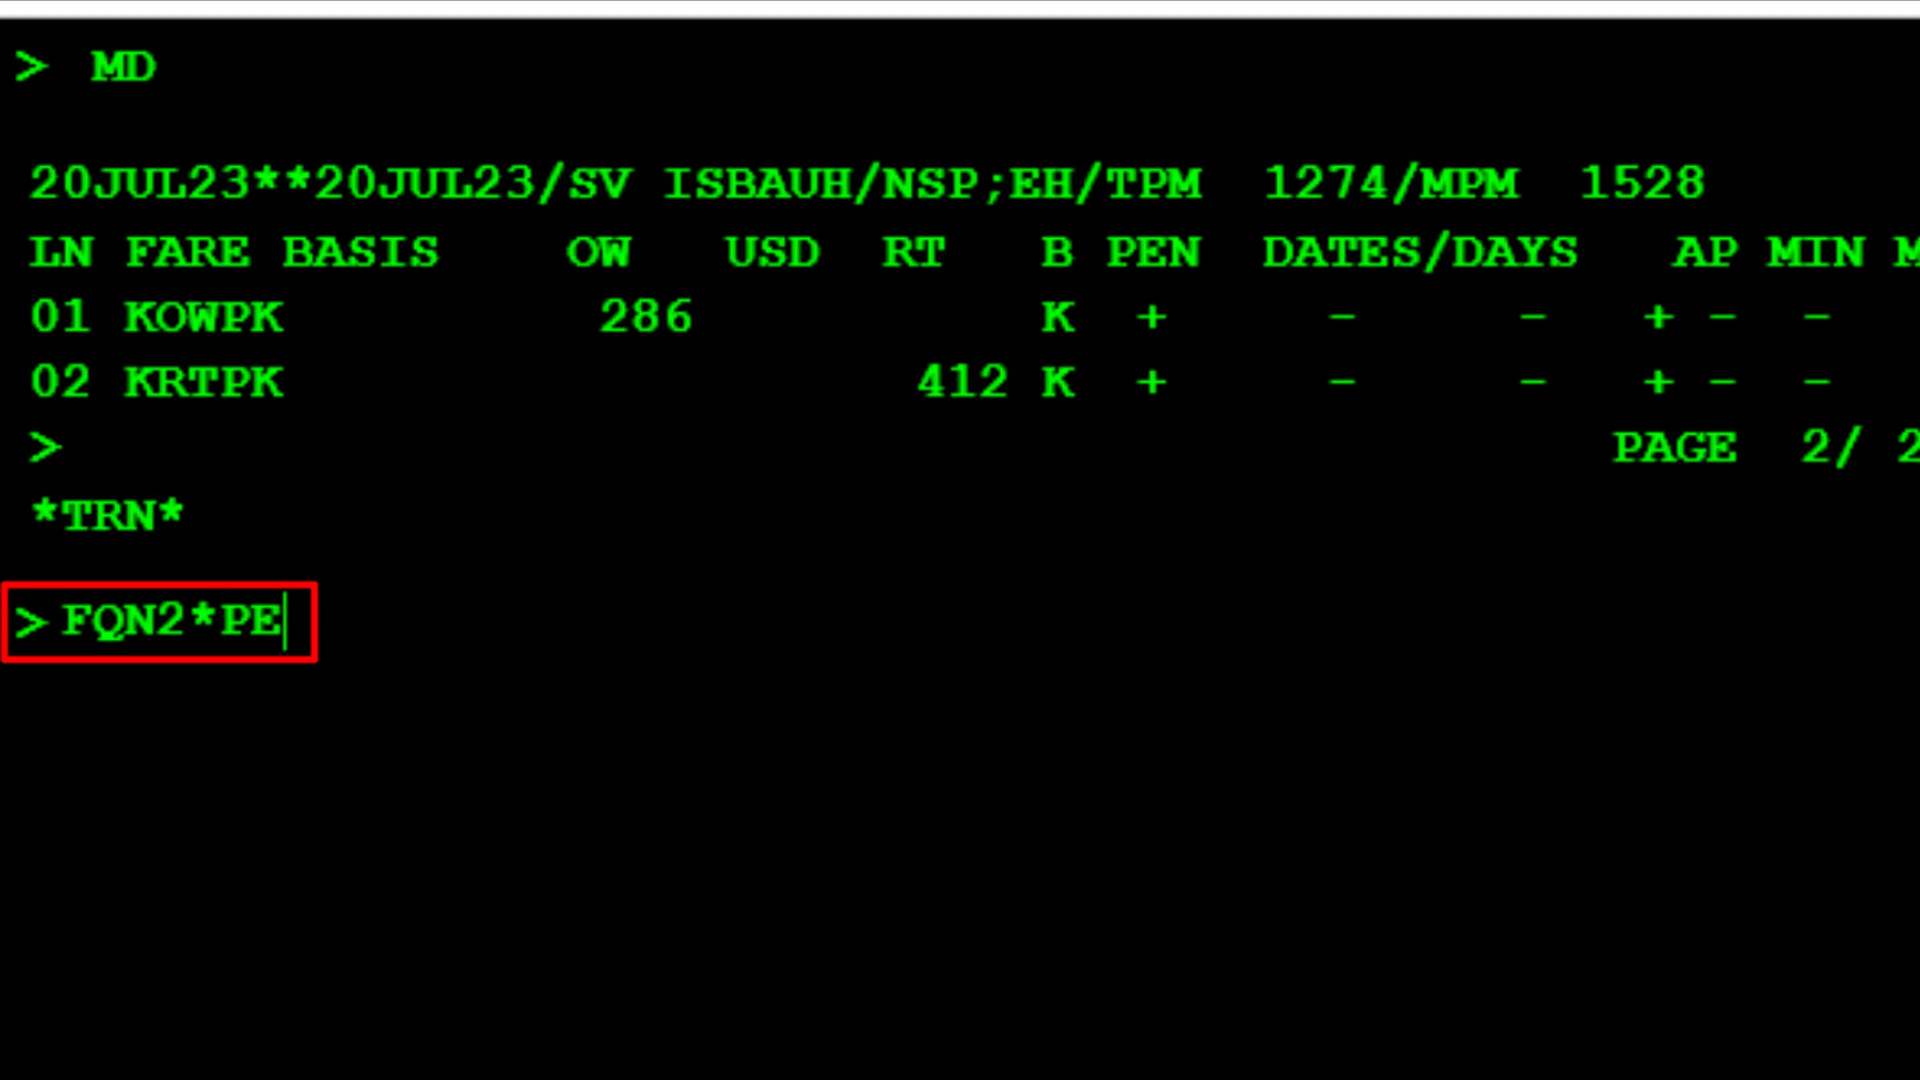 > MD
20JUL23**20JUL23/SV ISBAUH/NSP;EH/TPM 1274/MPM 1528
LN FARE BASIS OW USD RT B PEN DATES/DAYS AP MIN M
01 KOWPK 286 K + - - + - -
02 KRTPK 412 K + - - + - -
> PAGE 2/ 2
*TRN*
> FQN2*PE